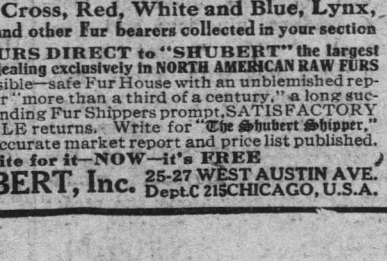 Cross, Red, White and Blue, Lynx,
and other Fur bearers collected in your section
URS DIRECT to "SHUBERT" the largest
ealing exclusively in NORTH AMERICAN RAW FURS
sible—safe Fur House with an unblemished rep-
r "more than a third of a century," a long suc-
nding Fur Shippers prompt, SATISFACTORY
LE returns. Write for "The Shubert Shipper,"
ccurate market report and price list published.
ite for it—NOW—it's FREE
BERT, Inc. 25-27 WEST AUSTIN AVE.
Dept.C 215CHICAGO, U.S.A.